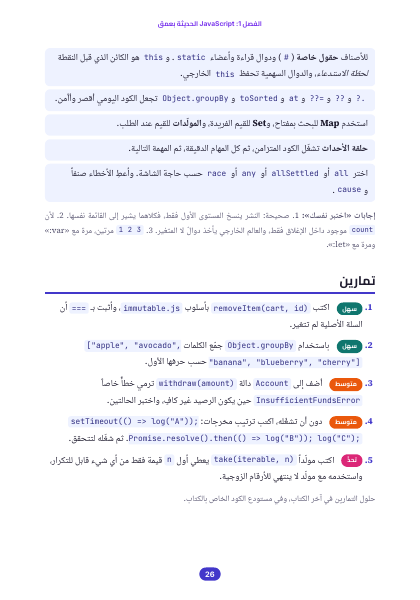 الفصل 1: JavaScript الحديثة بعمق
للأصناف حقول خاصة ( # ) ودوال قراءة وأعضاء static . و this هو الكائن الذي قبل النقطة
لحظة الاستدعاء، والدوال السهمية تحفظ this الخارجي.
?. و ?? و ??= و at و toSorted و Object.groupBy تجعل الكود اليومي أقصر وأأمن.
استخدم Map للبحث بمفتاح، وSet للقيم الفريدة، والمولّدات للقيم عند الطلب.
حلقة الأحداث تشغّل الكود المتزامن، ثم كل المهام الدقيقة، ثم المهمة التالية.
اختر all أو allSettled أو any أو race حسب حاجة الشاشة. وأعطِ الأخطاء صنفاً
و cause .
إجابات «اختبر نفسك»: 1. صحيحة: النشر ينسخ المستوى الأول فقط، فكلاهما يشير إلى القائمة نفسها. 2. لأن
count موجود داخل الإغلاق فقط، والعالم الخارجي يأخذ دوالّ لا المتغير. 3. 3 2 1 مرتين، مرة مع «var:»
ومرة مع «let:».
تمارين
1. سهل اكتب removeItem(cart, id) بأسلوب immutable.js، وأثبت بـ === أن
السلة الأصلية لم تتغير.
2. سهل باستخدام Object.groupBy جمّع الكلمات ["apple", "avocado",
"banana", "blueberry", "cherry"] حسب حرفها الأول.
3. متوسط أضف إلى Account دالة withdraw(amount) ترمي خطأً خاصاً
InsufficientFundsError حين يكون الرصيد غير كافٍ، واختبر الحالتين.
4. متوسط دون أن تشغّله، اكتب ترتيب مخرجات: setTimeout(() => log("A"));
Promise.resolve().then(() => log("B")); log("C");. ثم شغّله لتتحقق.
5. تحدٍّ اكتب مولّداً take(iterable, n) يعطي أول n قيمة فقط من أي شيء قابل للتكرار،
واستخدمه مع مولّد لا ينتهي للأرقام الزوجية.
حلول التمارين في آخر الكتاب، وفي مستودع الكود الخاص بالكتاب.
26